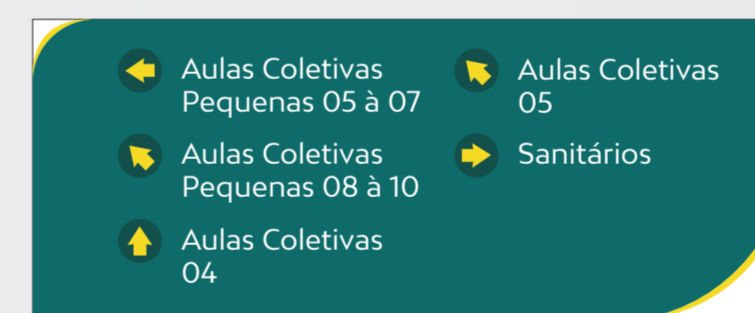 Aulas Coletivas
Pequenas 05 à 07
Aulas Coletivas
Pequenas 08 à 10
Aulas Coletivas
04
Aulas Coletivas
05
Sanitários